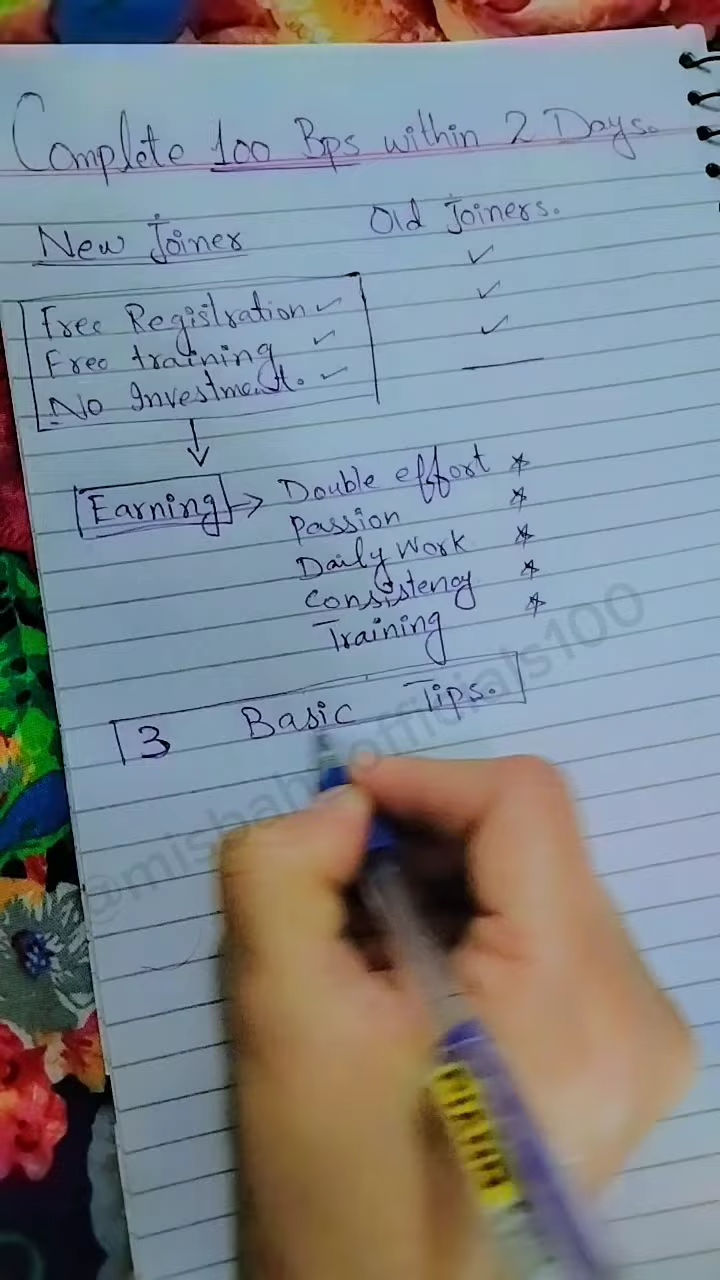 Complete 100 Bps within 2 Days.
New Joiner Old Joiners.
Free Registration ✓ ✓
Free training ✓ ✓
No Investment. ✓ ✓
Earning → Double effort *
Passion *
Daily Work *
Consistency *
Training *
3 Basic Tips.